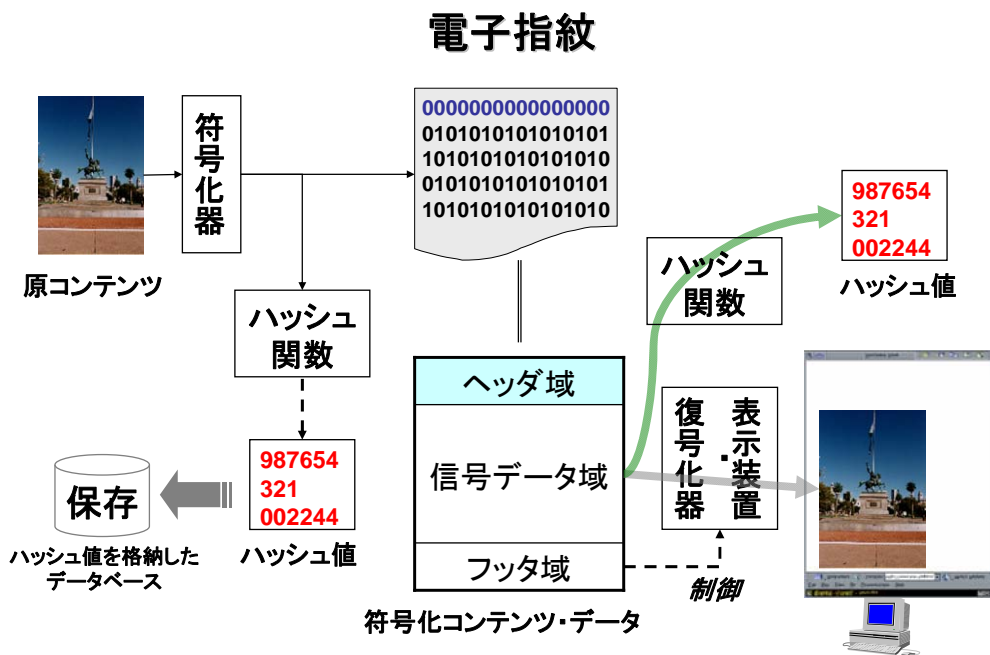 電子指紋
符号化器
0000000000000000
0101010101010101
1010101010101010
0101010101010101
1010101010101010
987654
321
002244
ハッシュ値
原コンテンツ
ハッシュ
関数
ハッシュ
関数
ヘッダ域
信号データ域
フッタ域
復号化器・表示装置
制御
987654
321
002244
ハッシュ値
保存
ハッシュ値を格納した
データベース
符号化コンテンツ・データ